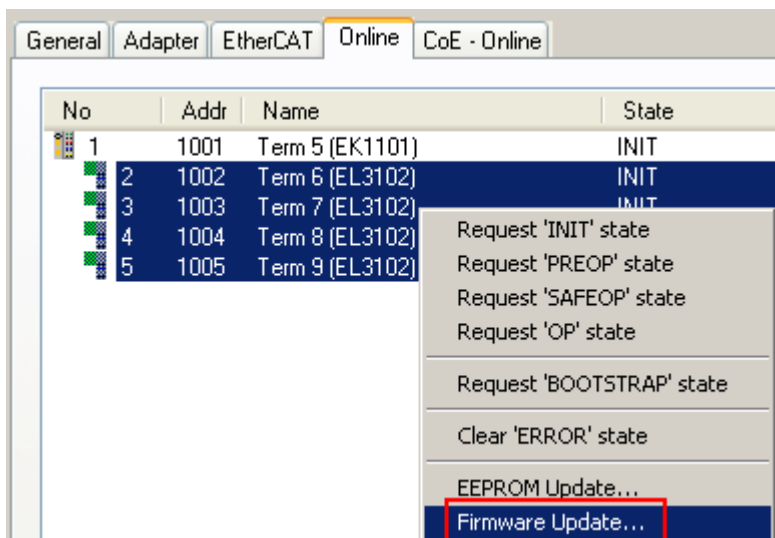 General Adapter EtherCAT Online CoE - Online
No Addr Name State
1 1001 Term 5 (EK1101) INIT
2 1002 Term 6 (EL3102) INIT
3 1003 Term 7 (EL3102) INIT
4 1004 Term 8 (EL3102)
5 1005 Term 9 (EL3102)
Request 'INIT' state
Request 'PREOP' state
Request 'SAFEOP' state
Request 'OP' state
Request 'BOOTSTRAP' state
Clear 'ERROR' state
EEPROM Update...
Firmware Update...